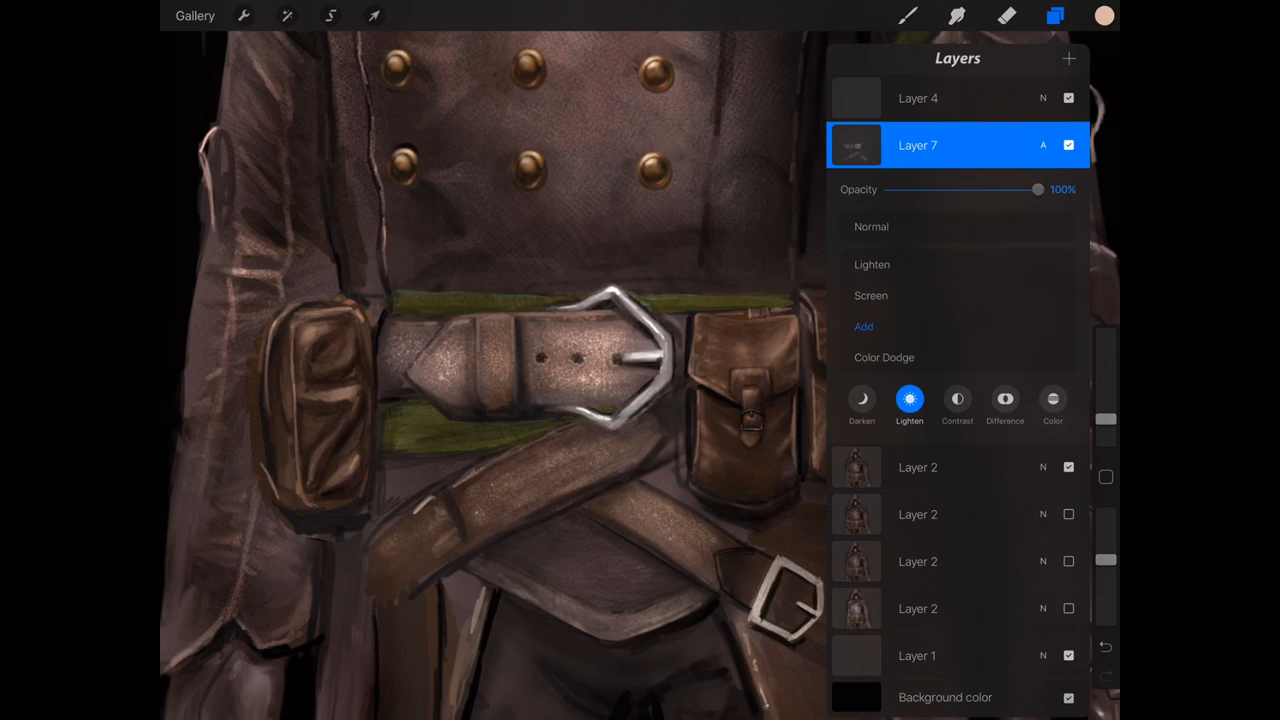 Gallery
Layers
Layer 4 N
Layer 7 A
Opacity 100%
Normal
Lighten
Screen
Add
Color Dodge
Darken Lighten Contrast Difference Color
Layer 2 N
Layer 2 N
Layer 2 N
Layer 2 N
Layer 1 N
Background color